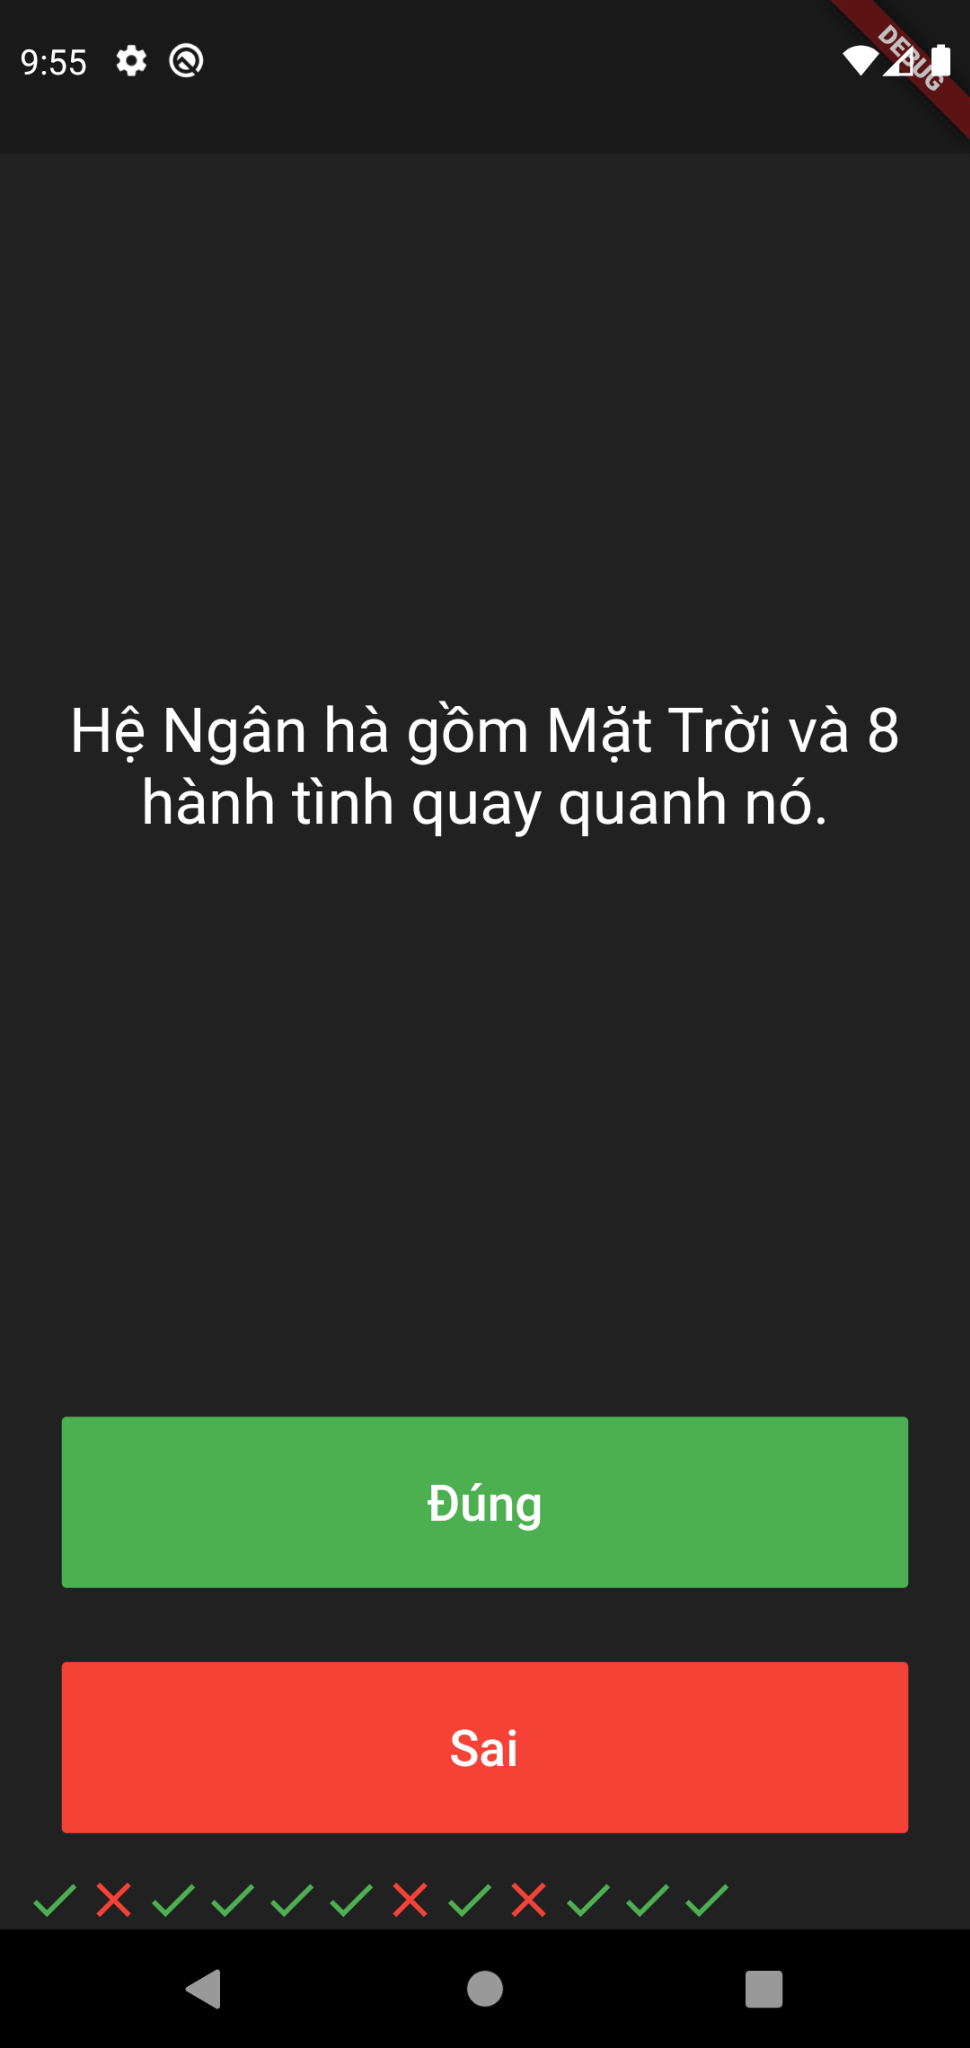 9:55
DEBUG
Hệ Ngân hà gồm Mặt Trời và 8
hành tình quay quanh nó.
Đúng
Sai